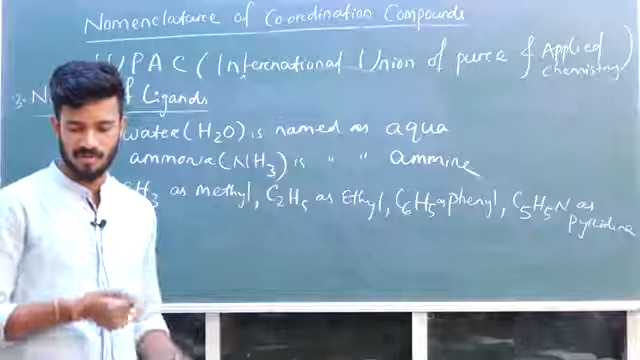 Nomenclature of Coordination Compounds
IUPAC (International Union of pure & Applied chemistry)
3. N of Ligands
water (H2O) is named as aqua
ammonia (NH3) is " " ammine
H3 as methyl, C2H5 as Ethyl, C6H5 as phenyl, C5H5N as pyridine